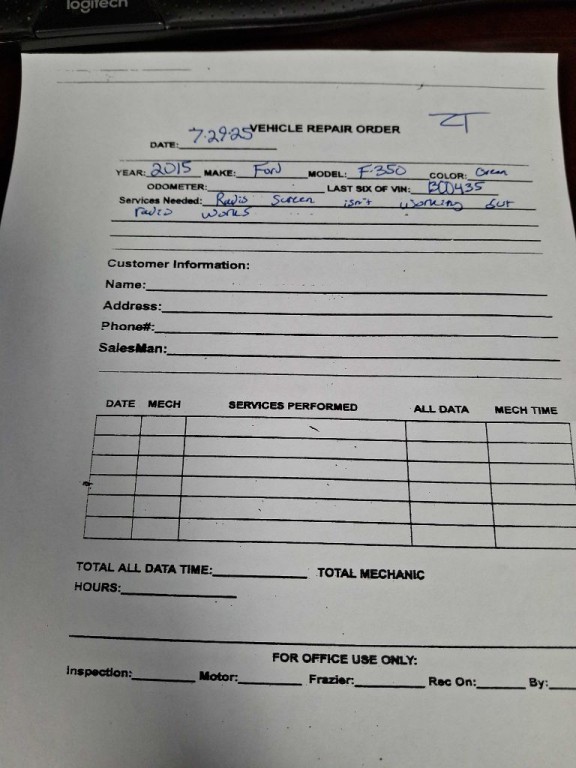 logitech
VEHICLE REPAIR ORDER ZT
DATE: 7-29-25
YEAR: 2015 MAKE: Ford MODEL: F-350 COLOR: Green
ODOMETER: LAST SIX OF VIN:
Services Needed: Radio Screen isn't working but
radio works
Customer Information:
Name:
Address:
Phone#:
SalesMan:
DATE MECH SERVICES PERFORMED ALL DATA MECH TIME
TOTAL ALL DATA TIME: TOTAL MECHANIC
HOURS:
FOR OFFICE USE ONLY:
Inspection: Motor: Frazier: Rec On: By: